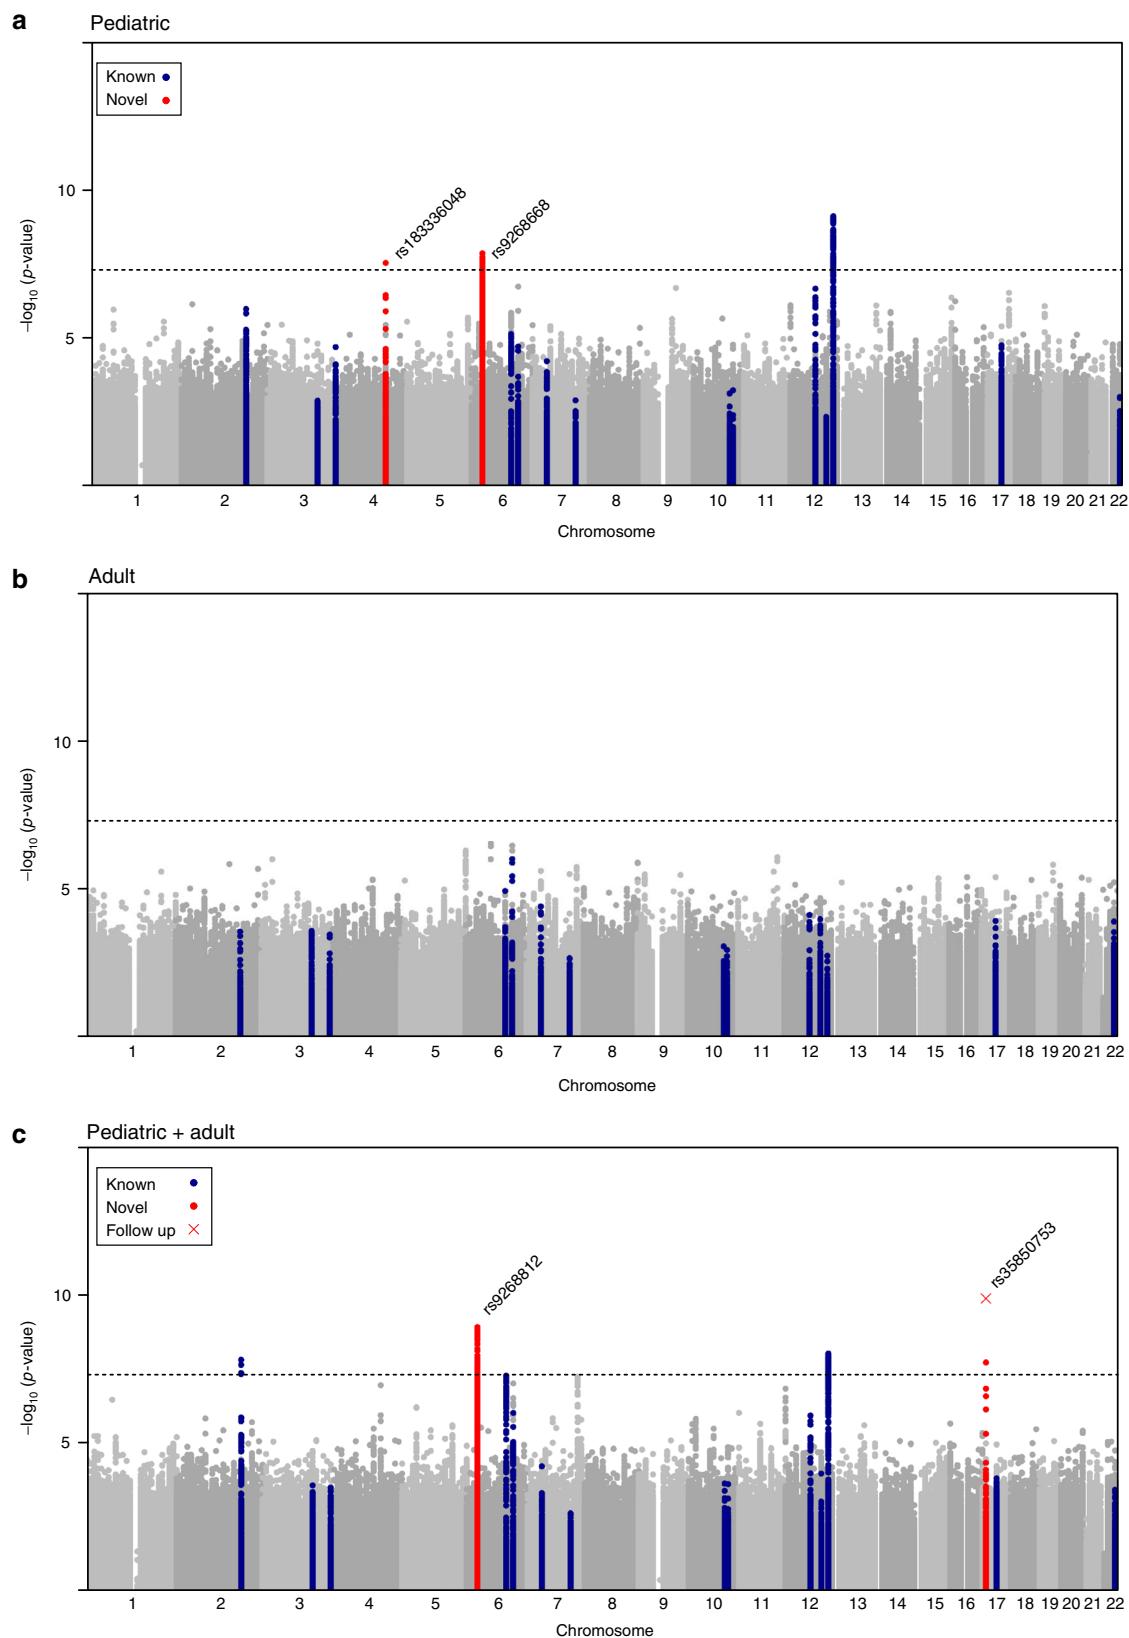 a Pediatric
Known
Novel
rs183336048
rs9268668
10
5
−log10 (p-value)
1 2 3 4 5 6 7 8 9 10 11 12 13 14 15 16 17 18 19 20 21 22
Chromosome
b Adult
10
5
−log10 (p-value)
1 2 3 4 5 6 7 8 9 10 11 12 13 14 15 16 17 18 19 20 21 22
Chromosome
c Pediatric + adult
Known
Novel
Follow up
rs9268812
rs35850753
10
5
−log10 (p-value)
1 2 3 4 5 6 7 8 9 10 11 12 13 14 15 16 17 18 19 20 21 22
Chromosome